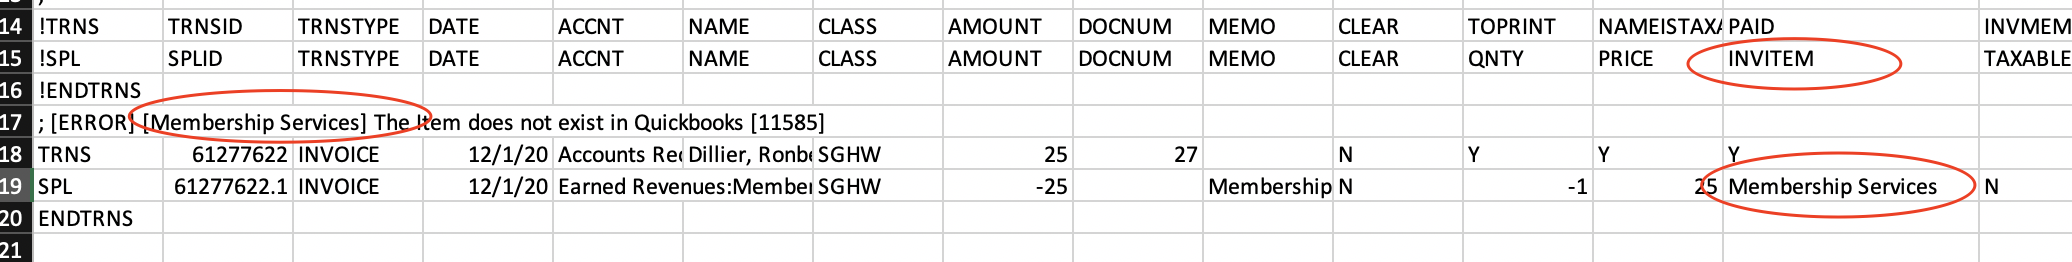 14 !TRNS TRNSID TRNSTYPE DATE ACCNT NAME CLASS AMOUNT DOCNUM MEMO CLEAR TOPRINT NAMEISTAXA PAID INVMEM
15 !SPL SPLID TRNSTYPE DATE ACCNT NAME CLASS AMOUNT DOCNUM MEMO CLEAR QNTY PRICE INVITEM TAXABLE
16 !ENDTRNS
17 ; [ERROR] [Membership Services] The Item does not exist in Quickbooks [11585]
18 TRNS 61277622 INVOICE 12/1/20 Accounts Rec Dillier, Ronbe SGHW 25 27 N Y Y Y
19 SPL 61277622.1 INVOICE 12/1/20 Earned Revenues:Member SGHW -25 Membership N -1 25 Membership Services N
20 ENDTRNS
21